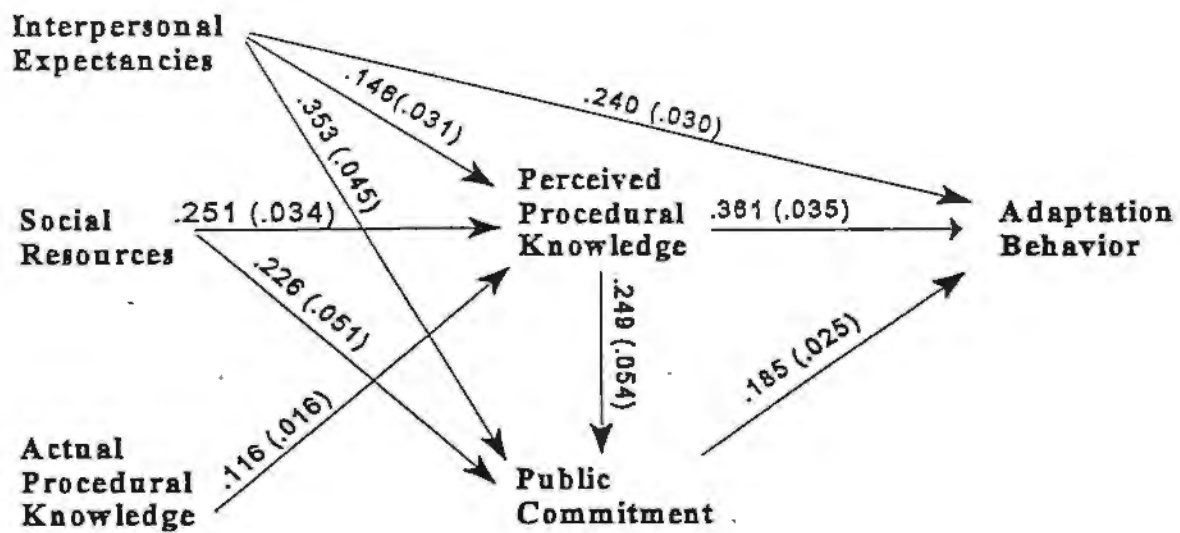 Interpersonal
Expectancies
.146(.031)
.240 (.030)
.353 (.045)
Perceived
Procedural
Knowledge
Social
Resources
.251 (.034)
.361 (.035)
Adaptation
Behavior
.226 (.051)
.249 (.054)
.185 (.025)
Actual
Procedural
Knowledge
.116 (.016)
Public
Commitment